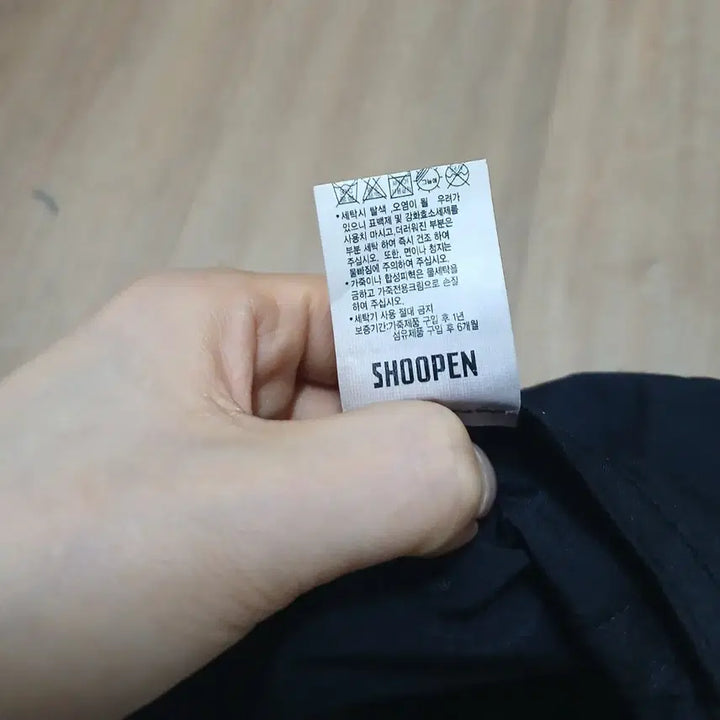 그늘에
•세탁시 탈색 ,오염이 될 우려가
있으니 표백제 및 강화효소세제를
사용치 마시고,더러워진 부분은
부분 세탁 하여 즉시 건조 하여
주십시오. 또한, 면이나 청지는
물빠짐에 주의하여 주십시오.
•가죽이나 합성피혁은 물세탁을
금하고 가죽전용크림으로 손질
하여 주십시오.
•세탁기 사용 절대 금지
보증기간:가죽제품 구입 후 1년
섬유제품 구입 후 6개월
SHOOPEN